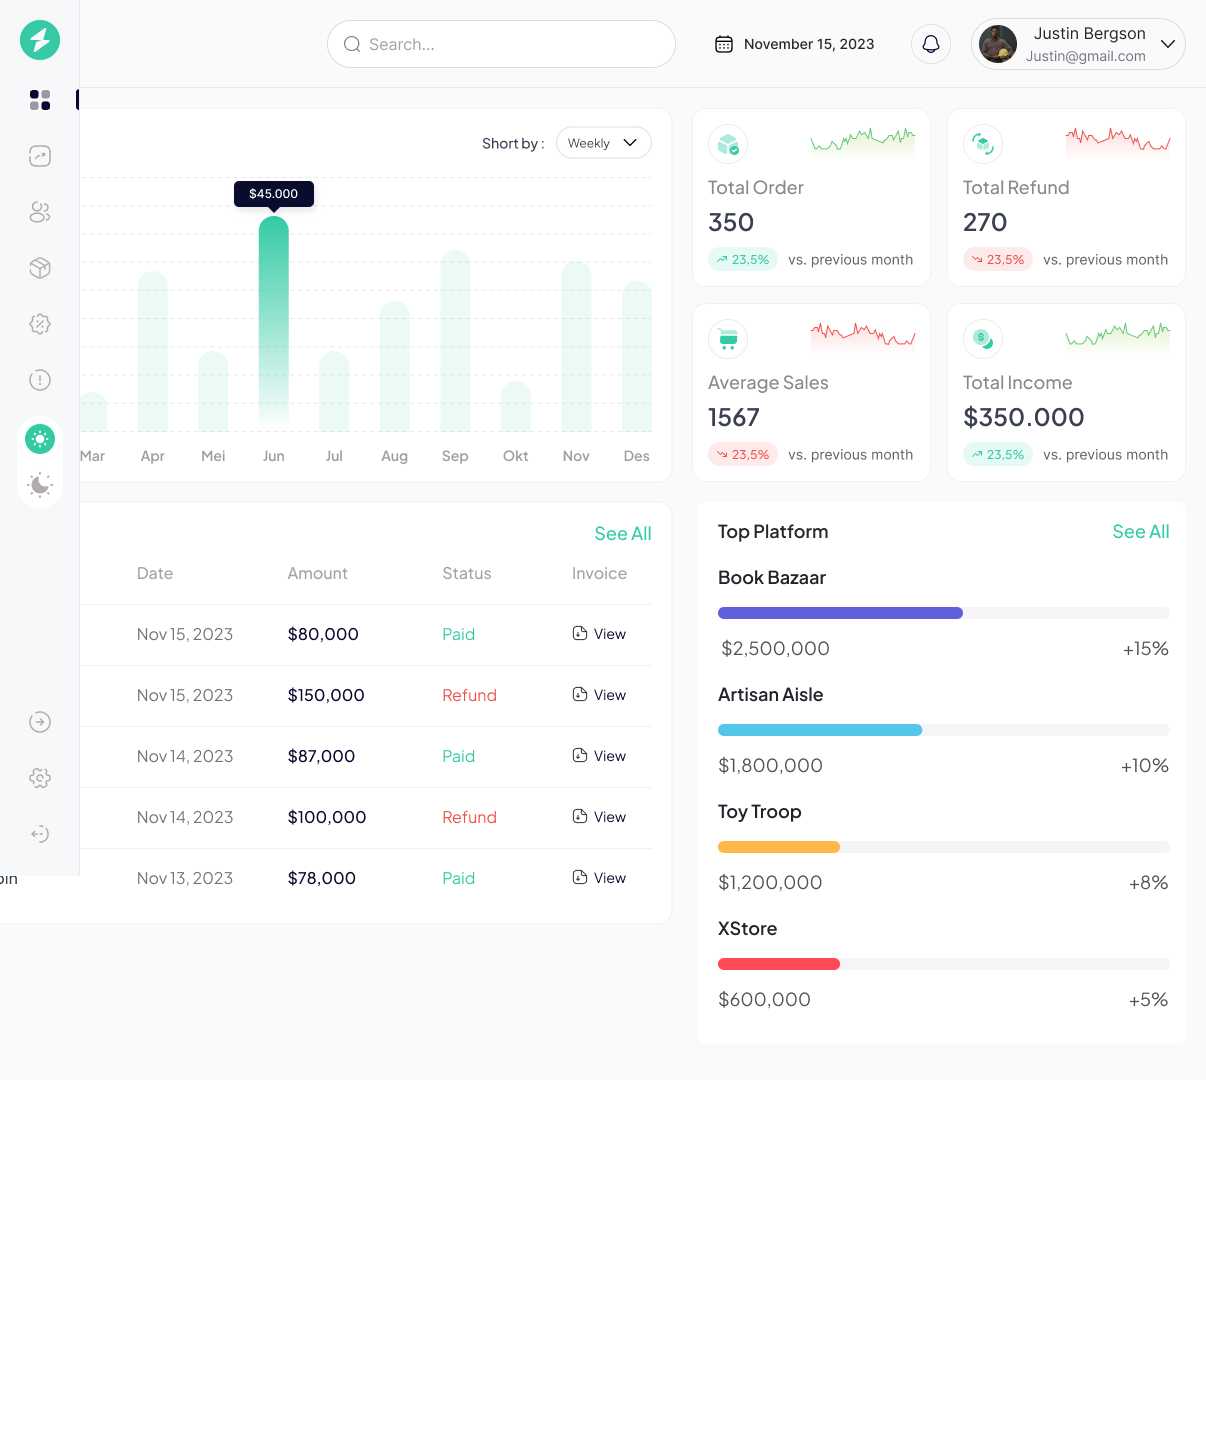 Search...
November 15, 2023
Justin Bergson
Justin@gmail.com
Short by :
Weekly
$45.000
Mar Apr Mei Jun Jul Aug Sep Okt Nov Des
Total Order
350
23,5% vs. previous month
Total Refund
270
23,5% vs. previous month
Average Sales
1567
23,5% vs. previous month
Total Income
$350.000
23,5% vs. previous month
See All
Date Amount Status Invoice
Nov 15, 2023 $80,000 Paid View
Nov 15, 2023 $150,000 Refund View
Nov 14, 2023 $87,000 Paid View
Nov 14, 2023 $100,000 Refund View
Nov 13, 2023 $78,000 Paid View
Top Platform See All
Book Bazaar
$2,500,000 +15%
Artisan Aisle
$1,800,000 +10%
Toy Troop
$1,200,000 +8%
XStore
$600,000 +5%